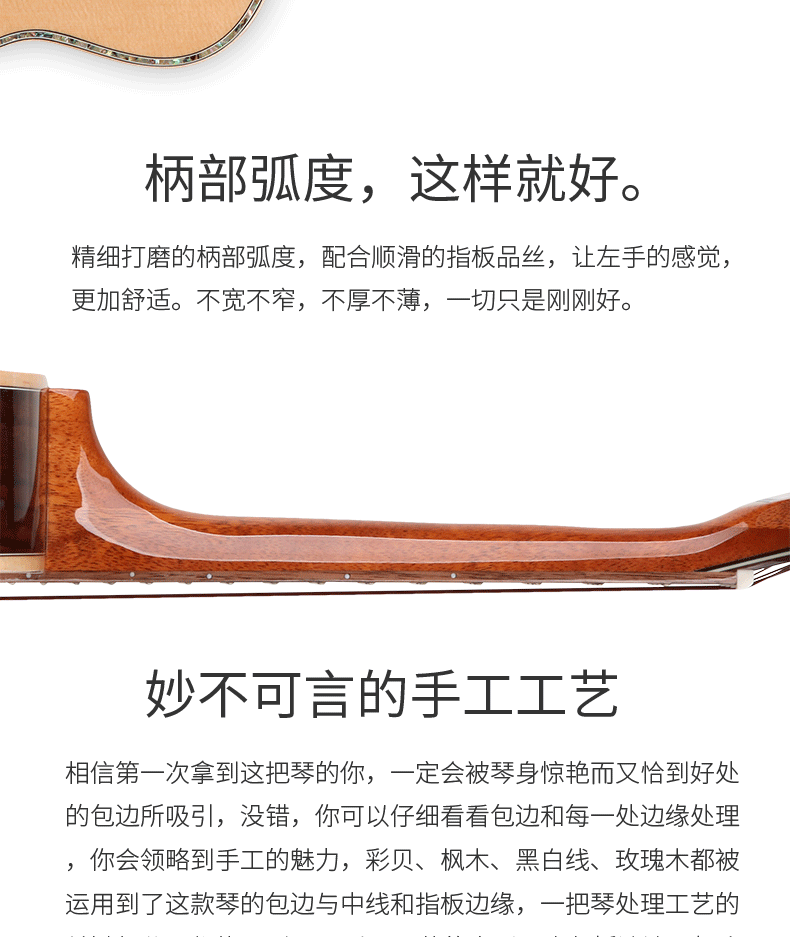 柄部弧度，这样就好。
精细打磨的柄部弧度，配合顺滑的指板品丝，让左手的感觉，
更加舒适。不宽不窄，不厚不薄，一切只是刚刚好。
妙不可言的手工工艺
相信第一次拿到这把琴的你，一定会被琴身惊艳而又恰到好处
的包边所吸引，没错，你可以仔细看看包边和每一处边缘处理
，你会领略到手工的魅力，彩贝、枫木、黑白线、玫瑰木都被
运用到了这款琴的包边与中线和指板边缘，一把琴处理工艺的